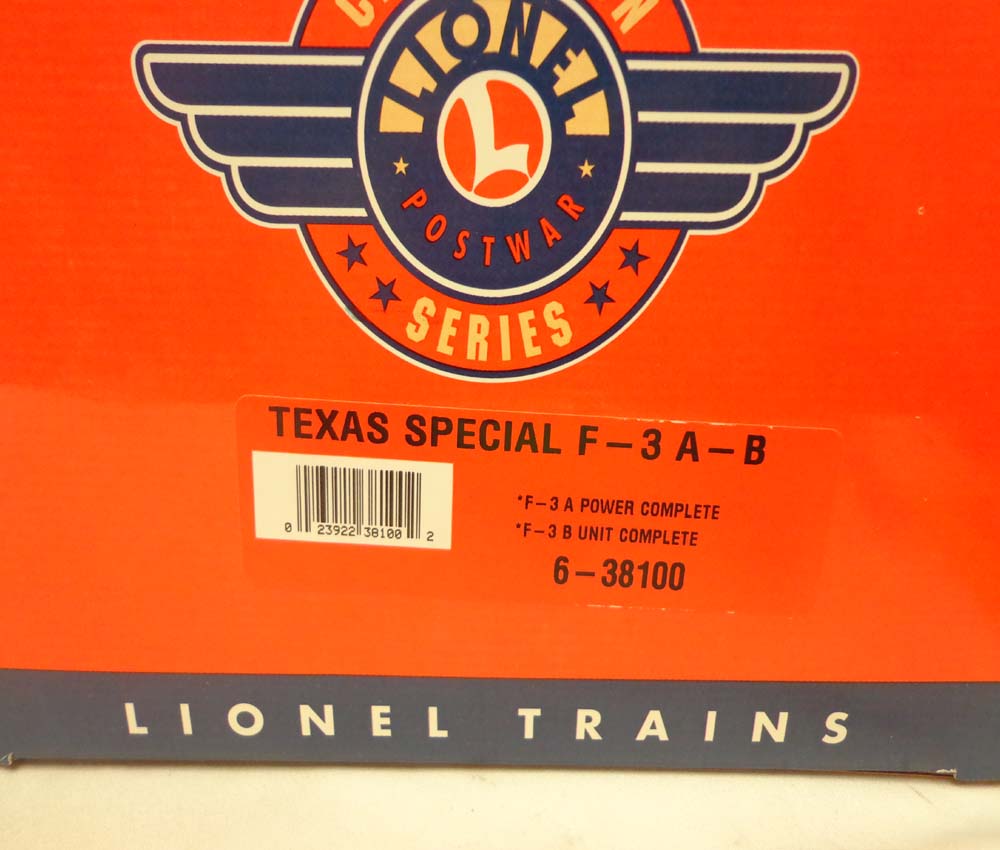 LIONEL
L
POSTWAR
SERIES
TEXAS SPECIAL F-3 A-B
0 23922 38100 2
*F-3 A POWER COMPLETE
*F-3 B UNIT COMPLETE
6-38100
LIONEL TRAINS